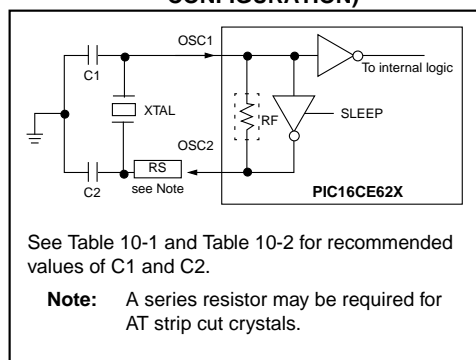 CONFIGURATION)
OSC1
C1
To internal logic
XTAL
RF
SLEEP
OSC2
RS
C2
see Note
PIC16CE62X
See Table 10-1 and Table 10-2 for recommended
values of C1 and C2.
Note: A series resistor may be required for
AT strip cut crystals.